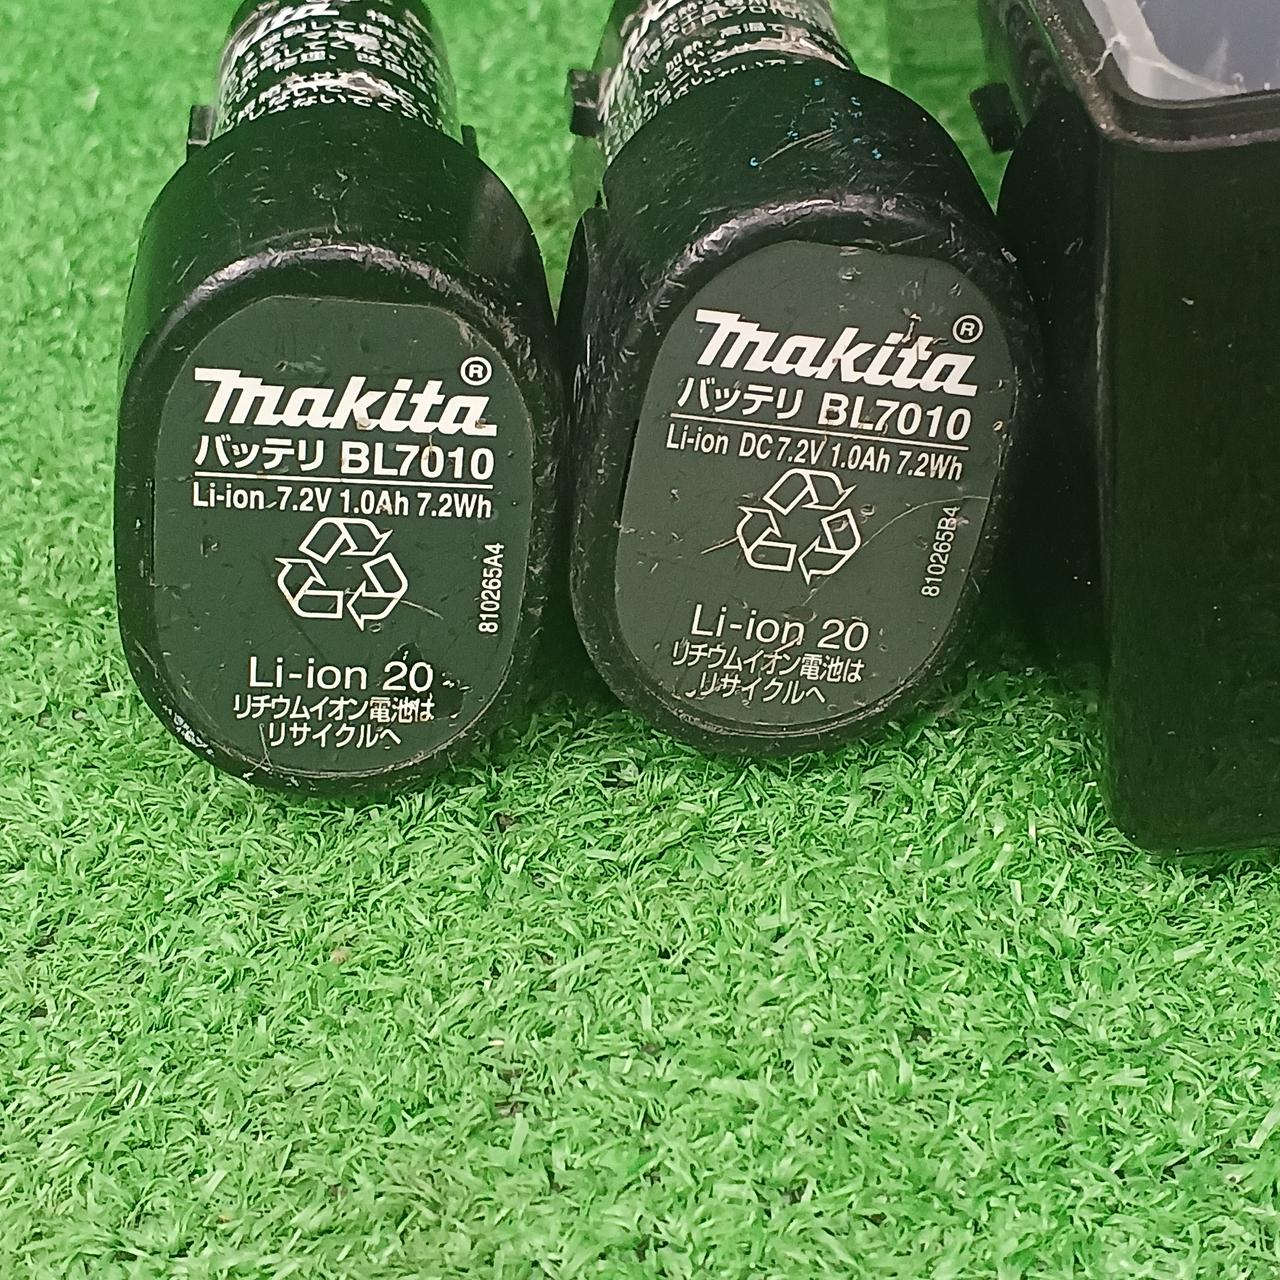 makita®
バッテリ BL7010
Li-ion 7.2V 1.0Ah 7.2Wh
810265A4
Li-ion 20
リチウムイオン電池は
リサイクルへ
makita®
バッテリ BL7010
Li-ion DC 7.2V 1.0Ah 7.2Wh
810265B4
Li-ion 20
リチウムイオン電池は
リサイクルへ